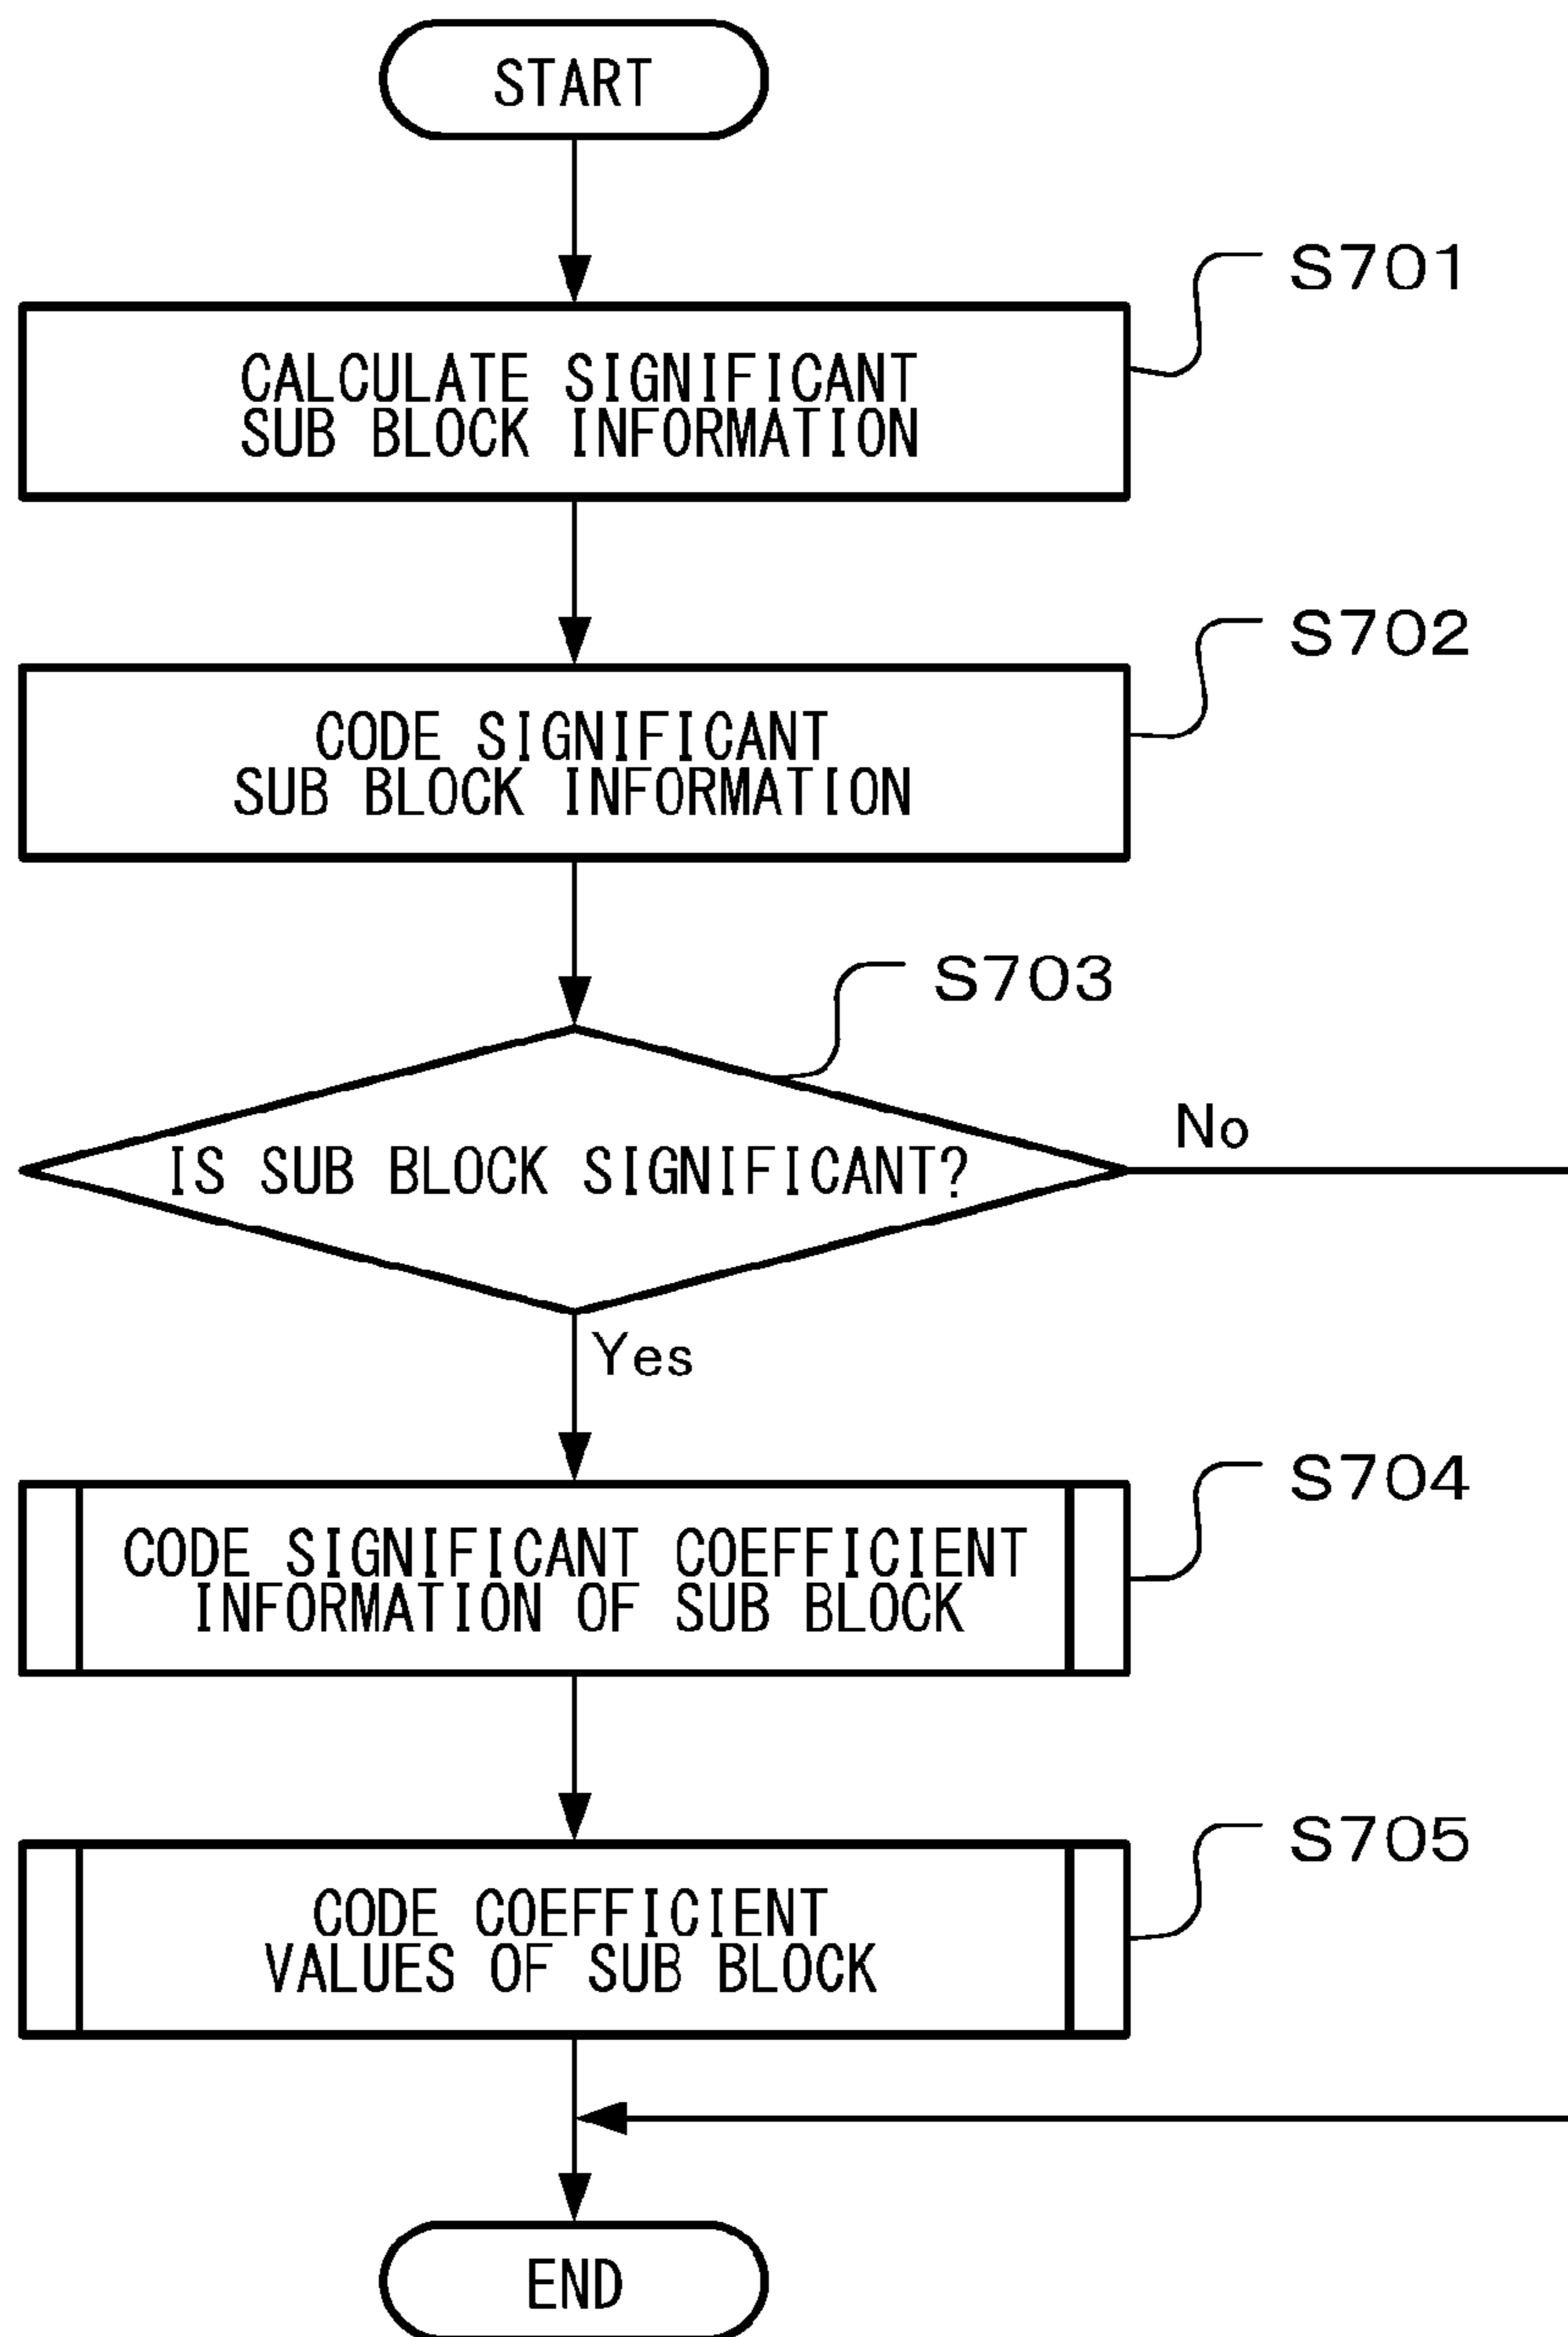 START
S701
CALCULATE SIGNIFICANT
SUB BLOCK INFORMATION
S702
CODE SIGNIFICANT
SUB BLOCK INFORMATION
S703
No
IS SUB BLOCK SIGNIFICANT?
Yes
S704
CODE SIGNIFICANT COEFFICIENT
INFORMATION OF SUB BLOCK
S705
CODE COEFFICIENT
VALUES OF SUB BLOCK
END